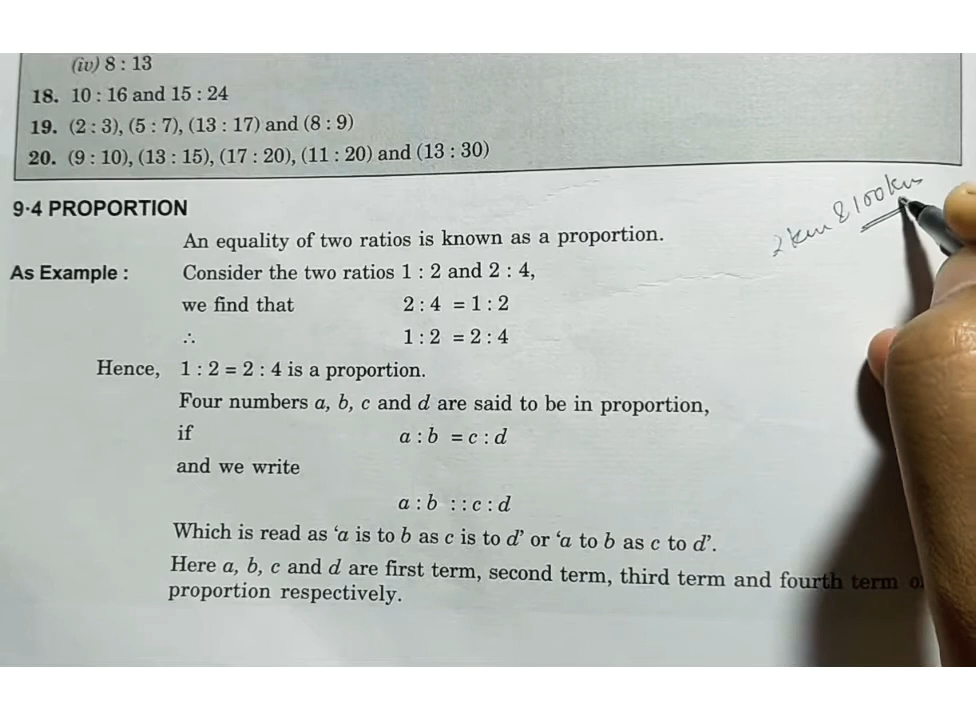 (iv) 8 : 13
18. 10 : 16 and 15 : 24
19. (2 : 3), (5 : 7), (13 : 17) and (8 : 9)
20. (9 : 10), (13 : 15), (17 : 20), (11 : 20) and (13 : 30)
9·4 PROPORTION
2 km & 100 km
An equality of two ratios is known as a proportion.
As Example : Consider the two ratios 1 : 2 and 2 : 4,
we find that 2 : 4 = 1 : 2
∴ 1 : 2 = 2 : 4
Hence, 1 : 2 = 2 : 4 is a proportion.
Four numbers a, b, c and d are said to be in proportion,
if a : b = c : d
and we write
a : b : : c : d
Which is read as ‘a is to b as c is to d’ or ‘a to b as c to d’.
Here a, b, c and d are first term, second term, third term and fourth term
proportion respectively.